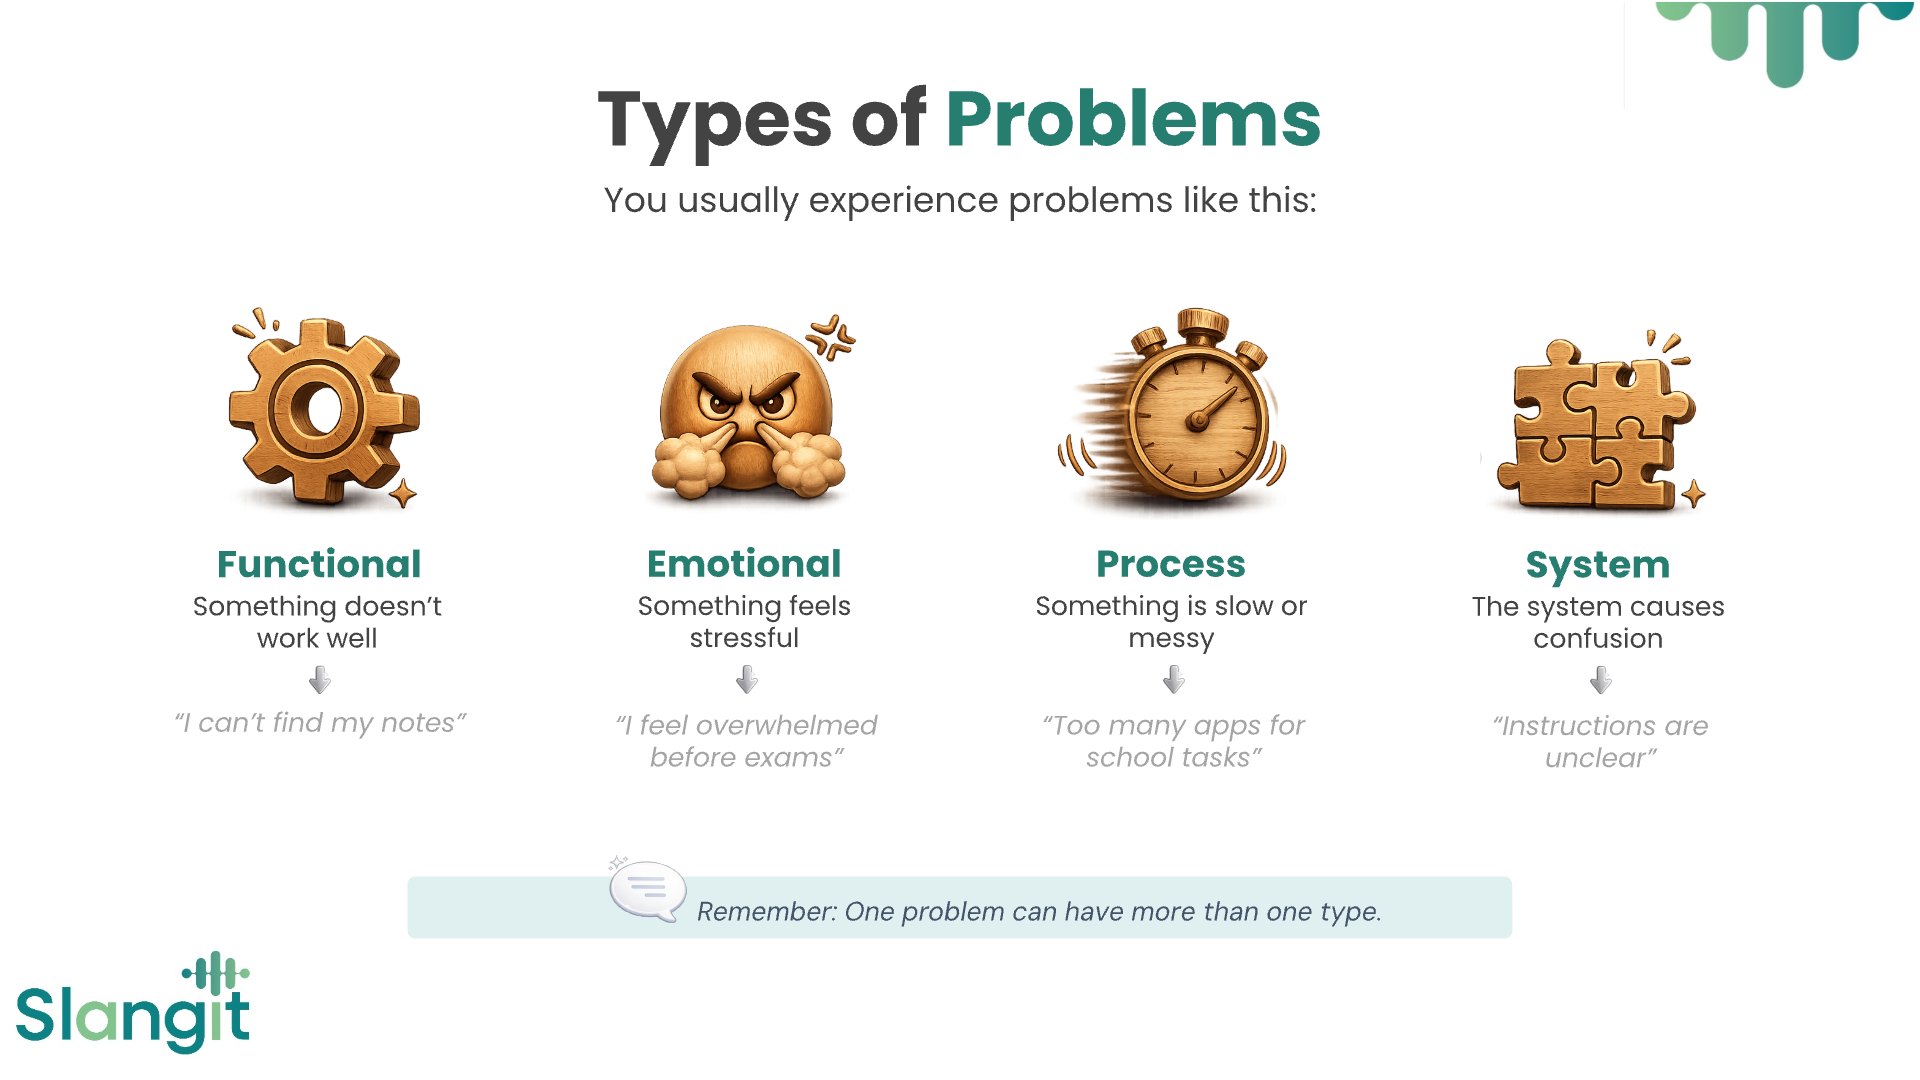 Types of Problems
You usually experience problems like this:
Functional
Something doesn’t
work well
“I can’t find my notes”
Emotional
Something feels
stressful
“I feel overwhelmed
before exams”
Process
Something is slow or
messy
“Too many apps for
school tasks”
System
The system causes
confusion
“Instructions are
unclear”
Remember: One problem can have more than one type.
Slangit